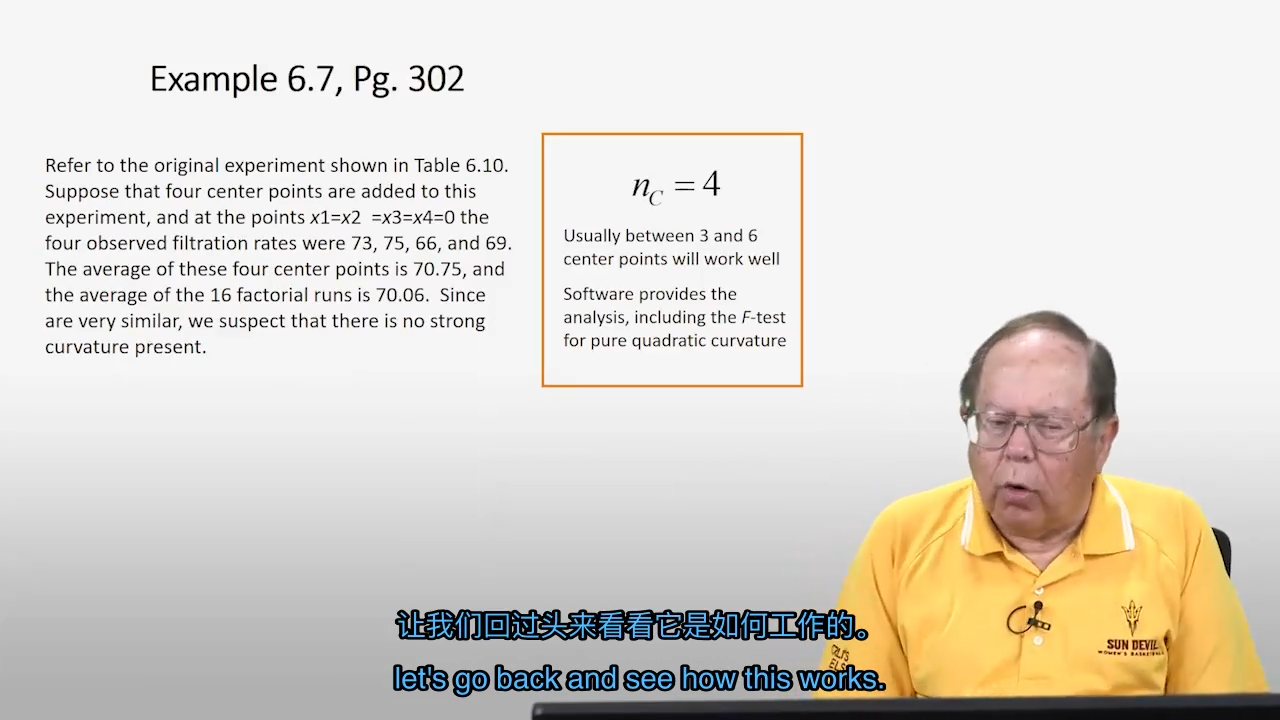 Example 6.7, Pg. 302
Refer to the original experiment shown in Table 6.10.
Suppose that four center points are added to this
experiment, and at the points x1=x2 =x3=x4=0 the
four observed filtration rates were 73, 75, 66, and 69.
The average of these four center points is 70.75, and
the average of the 16 factorial runs is 70.06. Since
are very similar, we suspect that there is no strong
curvature present.
n_C = 4
Usually between 3 and 6
center points will work well
Software provides the
analysis, including the F-test
for pure quadratic curvature
SUN DEVIL
WOMEN'S BASKETBALL
让我们回过头来看看它是如何工作的。
let's go back and see how this works.